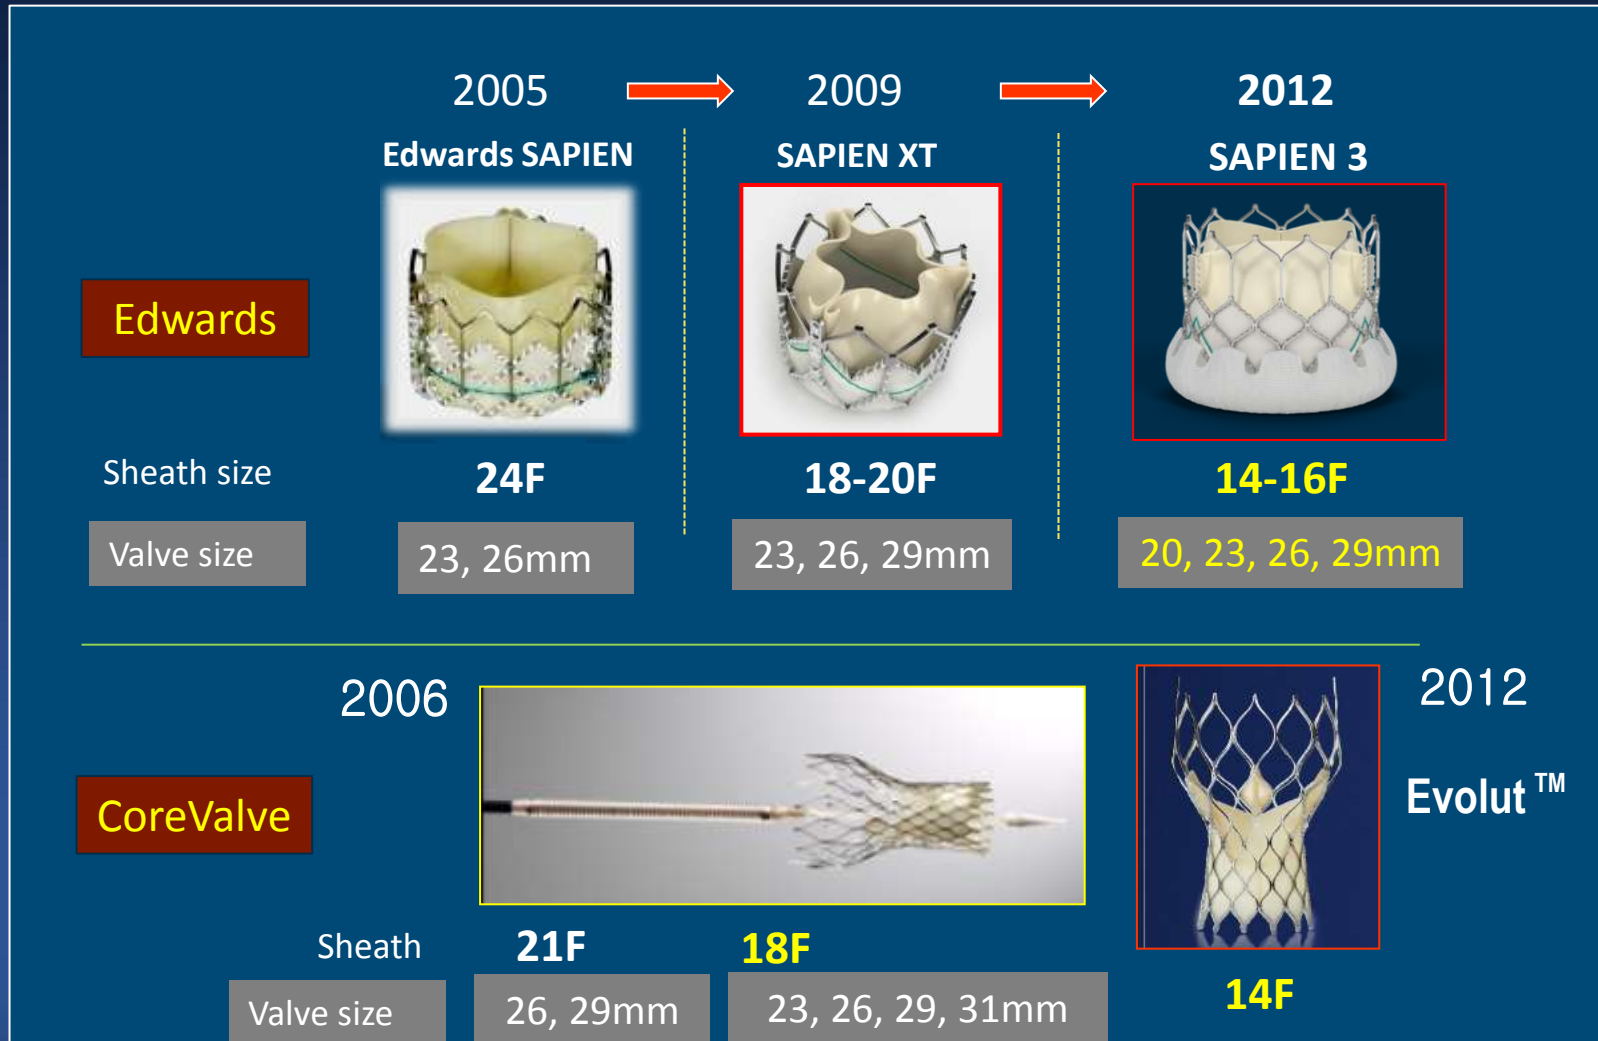 2005 2009 2012
Edwards SAPIEN SAPIEN XT SAPIEN 3
Edwards
Sheath size 24F 18-20F 14-16F
Valve size 23, 26mm 23, 26, 29mm 20, 23, 26, 29mm
2006 2012
CoreValve Evolut™
Sheath 21F 18F 14F
Valve size 26, 29mm 23, 26, 29, 31mm